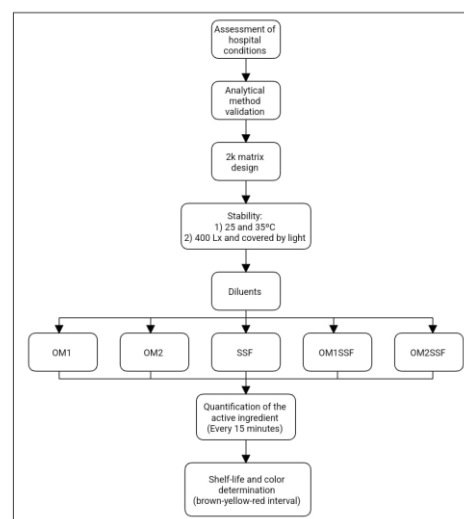 Assessment of
hospital
conditions
Analytical
method
validation
2k matrix
design
Stability:
1) 25 and 35ºC
2) 400 Lx and covered by light
Diluents
OM1
OM2
SSF
OM1SSF
OM2SSF
Quantification of the
active ingredient
(Every 15 minutes)
Shelf-life and color
determination
(brown-yellow-red interval)